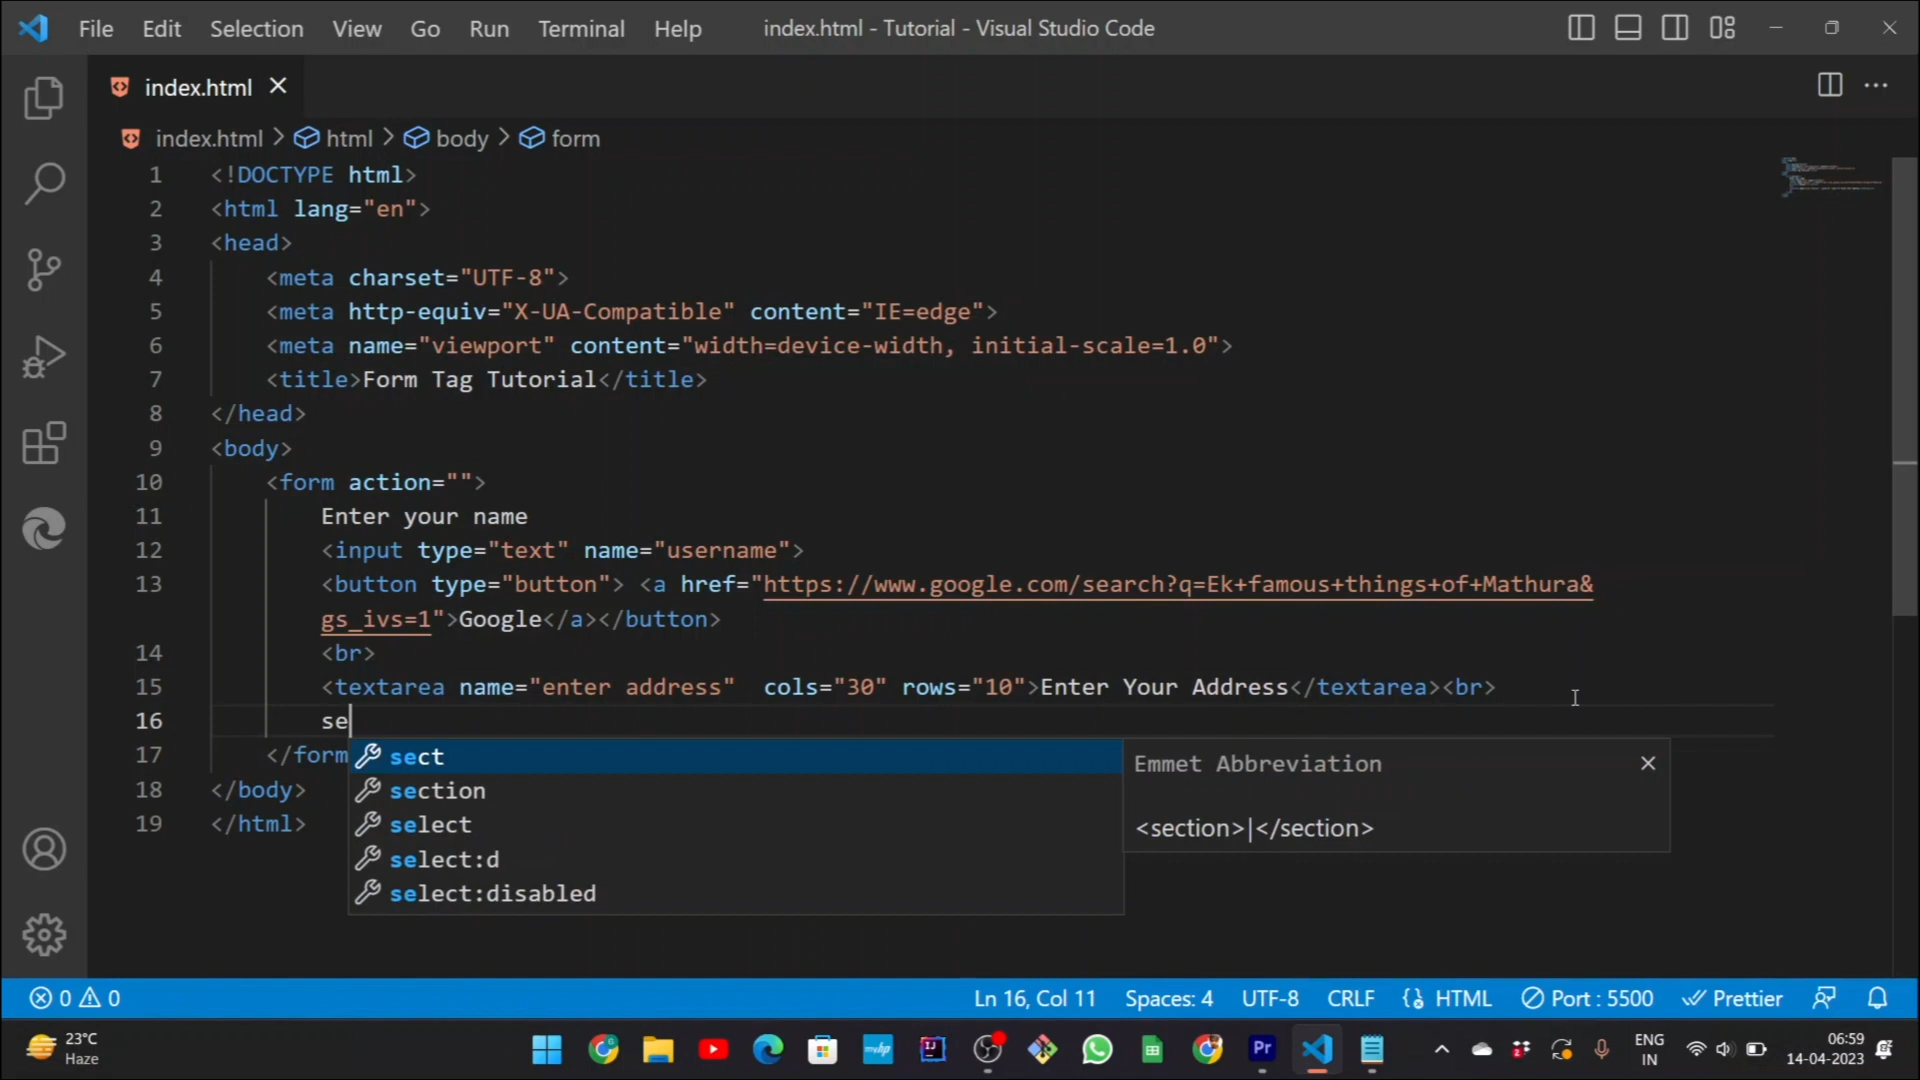 File Edit Selection View Go Run Terminal Help index.html - Tutorial - Visual Studio Code
index.html
index.html > html > body > form
1 <!DOCTYPE html>
2 <html lang="en">
3 <head>
4 <meta charset="UTF-8">
5 <meta http-equiv="X-UA-Compatible" content="IE=edge">
6 <meta name="viewport" content="width=device-width, initial-scale=1.0">
7 <title>Form Tag Tutorial</title>
8 </head>
9 <body>
10 <form action="">
11 Enter your name
12 <input type="text" name="username">
13 <button type="button"> <a href="https://www.google.com/search?q=Ek+famous+things+of+Mathura&
gs_ivs=1">Google</a></button>
14 <br>
15 <textarea name="enter address"  cols="30" rows="10">Enter Your Address</textarea><br>
16 se
17 </form
18 </body>
19 </html>
sect
section
select
select:d
select:disabled
Emmet Abbreviation
<section>|</section>
0 0 Ln 16, Col 11 Spaces: 4 UTF-8 CRLF HTML Port : 5500 Prettier
23°C
Haze
myhp
IJ
Pr
ENG
IN
06:59
14-04-2023